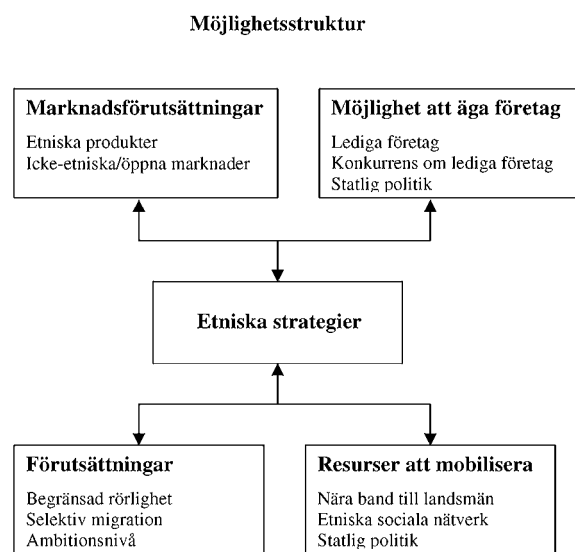 Möjlighetsstruktur
Marknadsförutsättningar
Etniska produkter
Icke-etniska/öppna marknader
Möjlighet att äga företag
Lediga företag
Konkurrens om lediga företag
Statlig politik
Etniska strategier
Förutsättningar
Begränsad rörlighet
Selektiv migration
Ambitionsnivå
Resurser att mobilisera
Nära band till landsmän
Etniska sociala nätverk
Statlig politik